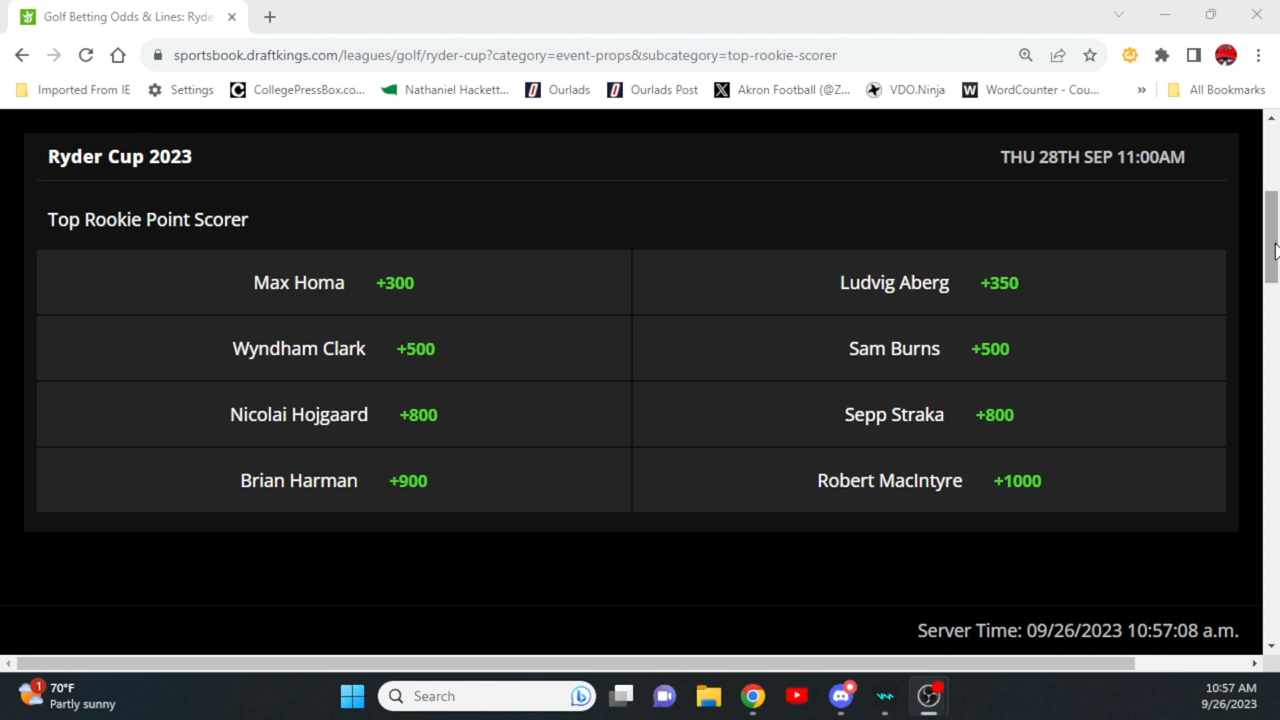 Golf Betting Odds & Lines: Ryde
sportsbook.draftkings.com/leagues/golf/ryder-cup?category=event-props&subcategory=top-rookie-scorer
Imported From IE Settings CollegePressBox.co... Nathaniel Hackett... Ourlads Ourlads Post Akron Football (@Z... VDO.Ninja WordCounter - Cou... » All Bookmarks
Ryder Cup 2023 THU 28TH SEP 11:00AM
Top Rookie Point Scorer
Max Homa +300 Ludvig Aberg +350
Wyndham Clark +500 Sam Burns +500
Nicolai Hojgaard +800 Sepp Straka +800
Brian Harman +900 Robert MacIntyre +1000
Server Time: 09/26/2023 10:57:08 a.m.
1 70°F
Partly sunny
Search
10:57 AM
9/26/2023